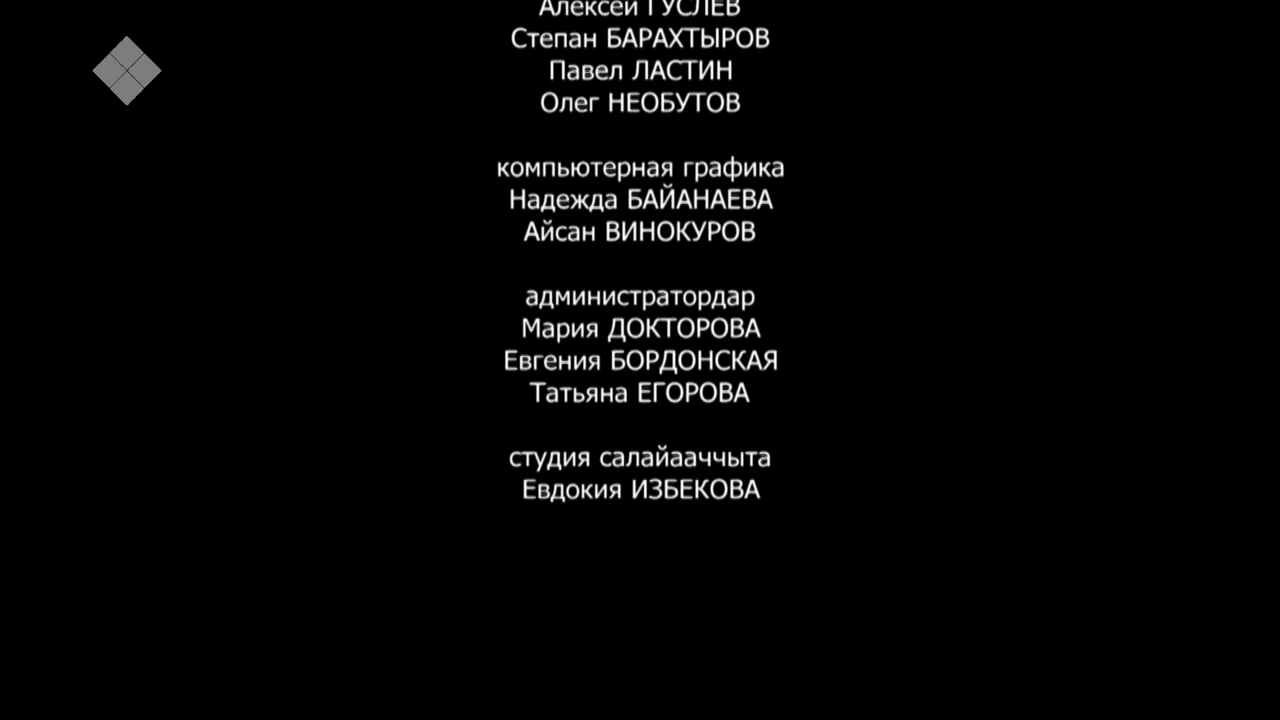 Алексей ГУСЛЕВ
Степан БАРАХТЫРОВ
Павел ЛАСТИН
Олег НЕОБУТОВ
компьютерная графика
Надежда БАЙАНАЕВА
Айсан ВИНОКУРОВ
администратордар
Мария ДОКТОРОВА
Евгения БОРДОНСКАЯ
Татьяна ЕГОРОВА
студия салайааччыта
Евдокия ИЗБЕКОВА